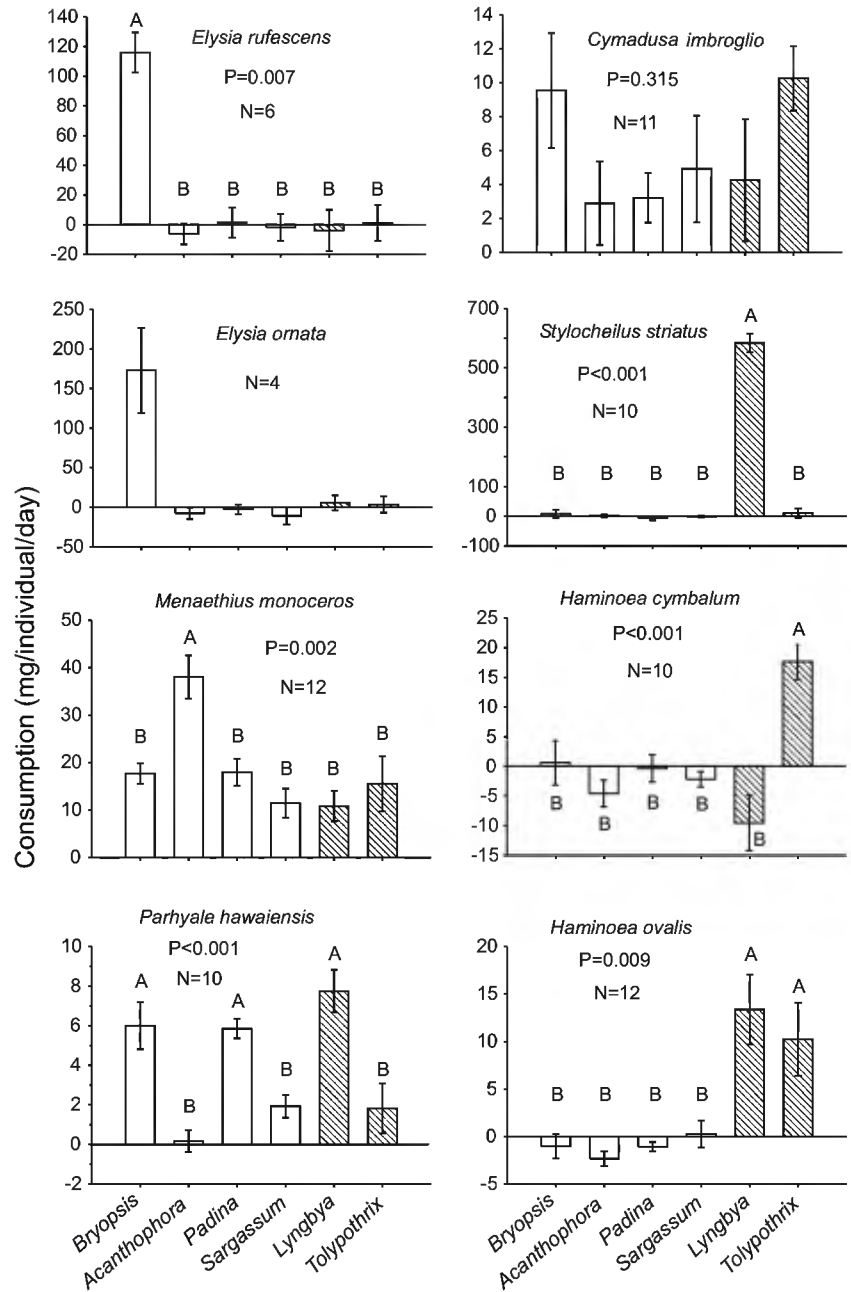 Consumption (mg/individual/day)
Elysia rufescens
P=0.007
N=6
140
120
100
80
60
40
20
0
-20
A
B B B B B
Cymadusa imbroglio
P=0.315
N=11
14
12
10
8
6
4
2
0
Elysia ornata
N=4
250
200
150
100
50
0
-50
Stylocheilus striatus
P<0.001
N=10
700
500
300
100
0
-100
A
B B B B B
Menaethius monoceros
P=0.002
N=12
50
40
30
20
10
0
A
B B B B B
Haminoea cymbalum
P<0.001
N=10
25
20
15
10
5
0
-5
-10
-15
A
B B B B B
Parhyale hawaiensis
P<0.001
N=10
10
8
6
4
2
0
-2
A B A B A B
Bryopsis
Acanthophora
Padina
Sargassum
Lyngbya
Tolypothrix
Haminoea ovalis
P=0.009
N=12
20
15
10
5
0
-5
B B B B A A
Bryopsis
Acanthophora
Padina
Sargassum
Lyngbya
Tolypothrix